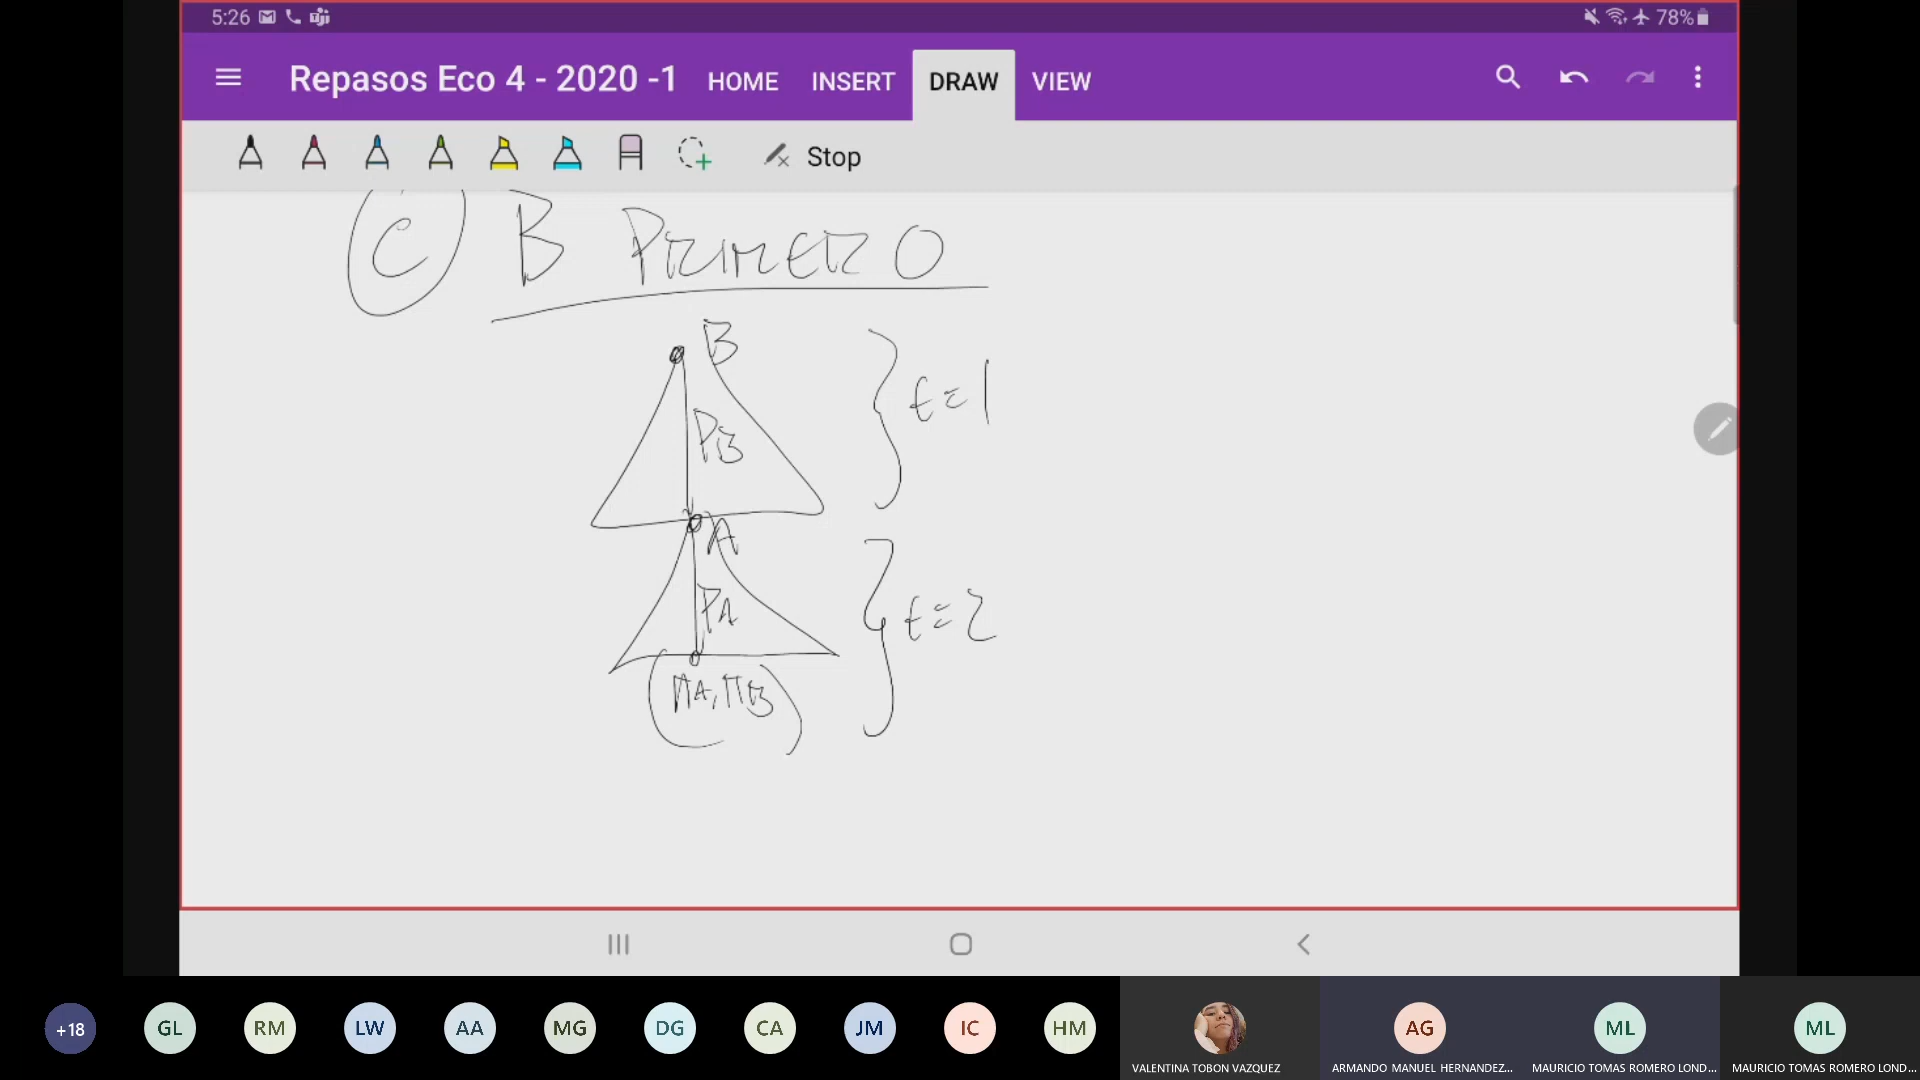 5:26 78%
Repasos Eco 4 - 2020 -1 HOME INSERT DRAW VIEW
Stop
C B PRIMERO
B
PB
t=1
A
PA
t=2
(ΠA, ΠB)
+18 GL RM LW AA MG DG CA JM IC HM AG ML ML
VALENTINA TOBON VAZQUEZ ARMANDO MANUEL HERNANDEZ... MAURICIO TOMAS ROMERO LOND... MAURICIO TOMAS ROMERO LOND...